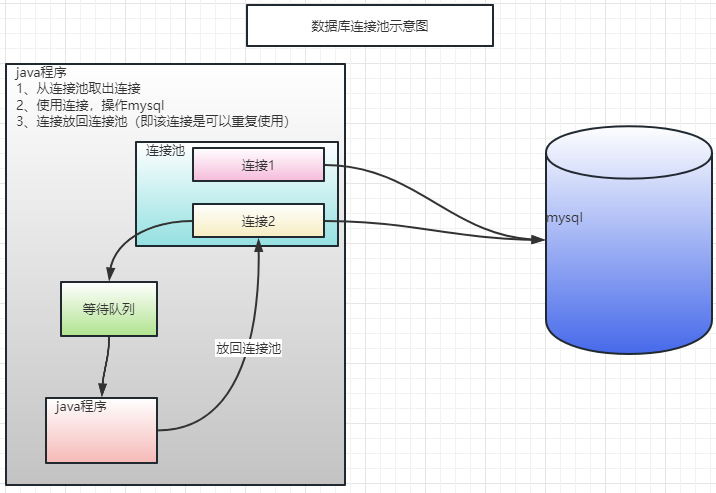 数据库连接池示意图
java程序
1、从连接池取出连接
2、使用连接，操作mysql
3、连接放回连接池（即该连接是可以重复使用）
连接池
连接1
连接2
mysql
等待队列
放回连接池
java程序